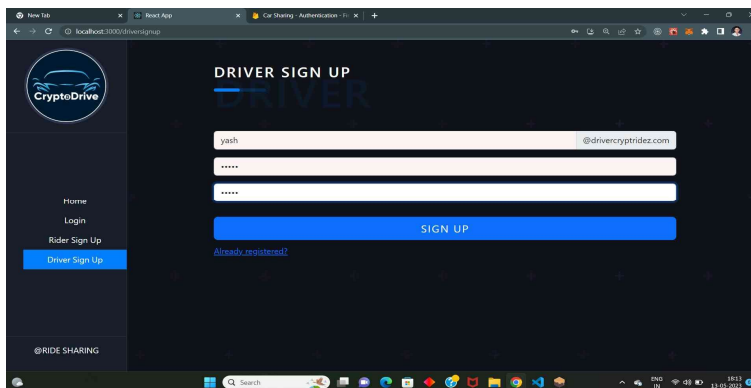 New Tab
React App
Car Sharing - Authentication - Fi
localhost:3000/driversignup
CryptoDrive
DRIVER SIGN UP
DRIVER
yash
@drivercryptridez.com
•••••
•••••
Home
Login
Rider Sign Up
Driver Sign Up
SIGN UP
Already registered?
@RIDE SHARING
Search
ENG
IN
18:13
13-05-2023